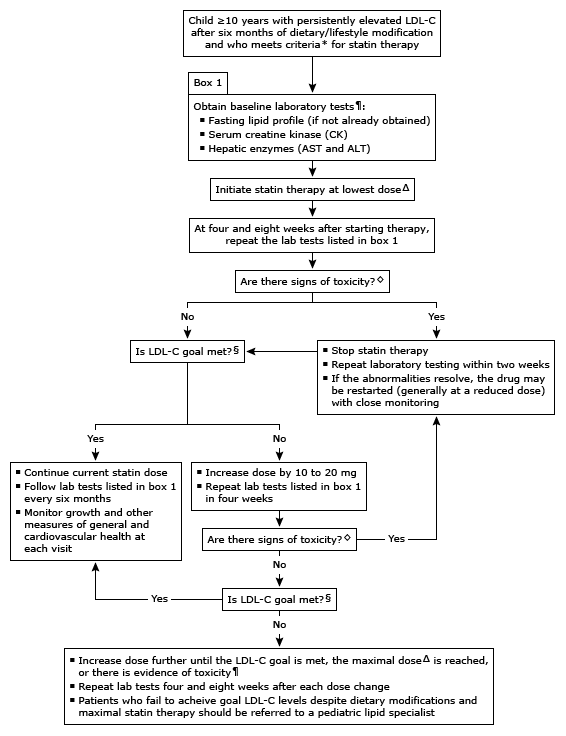 Child ≥10 years with persistently elevated LDL-C
after six months of dietary/lifestyle modification
and who meets criteria* for statin therapy
Box 1
Obtain baseline laboratory tests¶:
▪ Fasting lipid profile (if not already obtained)
▪ Serum creatine kinase (CK)
▪ Hepatic enzymes (AST and ALT)
Initiate statin therapy at lowest doseΔ
At four and eight weeks after starting therapy,
repeat the lab tests listed in box 1
Are there signs of toxicity?◇
No
Yes
Is LDL-C goal met?§
▪ Stop statin therapy
▪ Repeat laboratory testing within two weeks
▪ If the abnormalities resolve, the drug may
be restarted (generally at a reduced dose)
with close monitoring
Yes
No
▪ Continue current statin dose
▪ Follow lab tests listed in box 1
every six months
▪ Monitor growth and other
measures of general and
cardiovascular health at
each visit
▪ Increase dose by 10 to 20 mg
▪ Repeat lab tests listed in box 1
in four weeks
Are there signs of toxicity?◇
Yes
No
Is LDL-C goal met?§
Yes
No
▪ Increase dose further until the LDL-C goal is met, the maximal doseΔ is reached,
or there is evidence of toxicity¶
▪ Repeat lab tests four and eight weeks after each dose change
▪ Patients who fail to acheive goal LDL-C levels despite dietary modifications and
maximal statin therapy should be referred to a pediatric lipid specialist